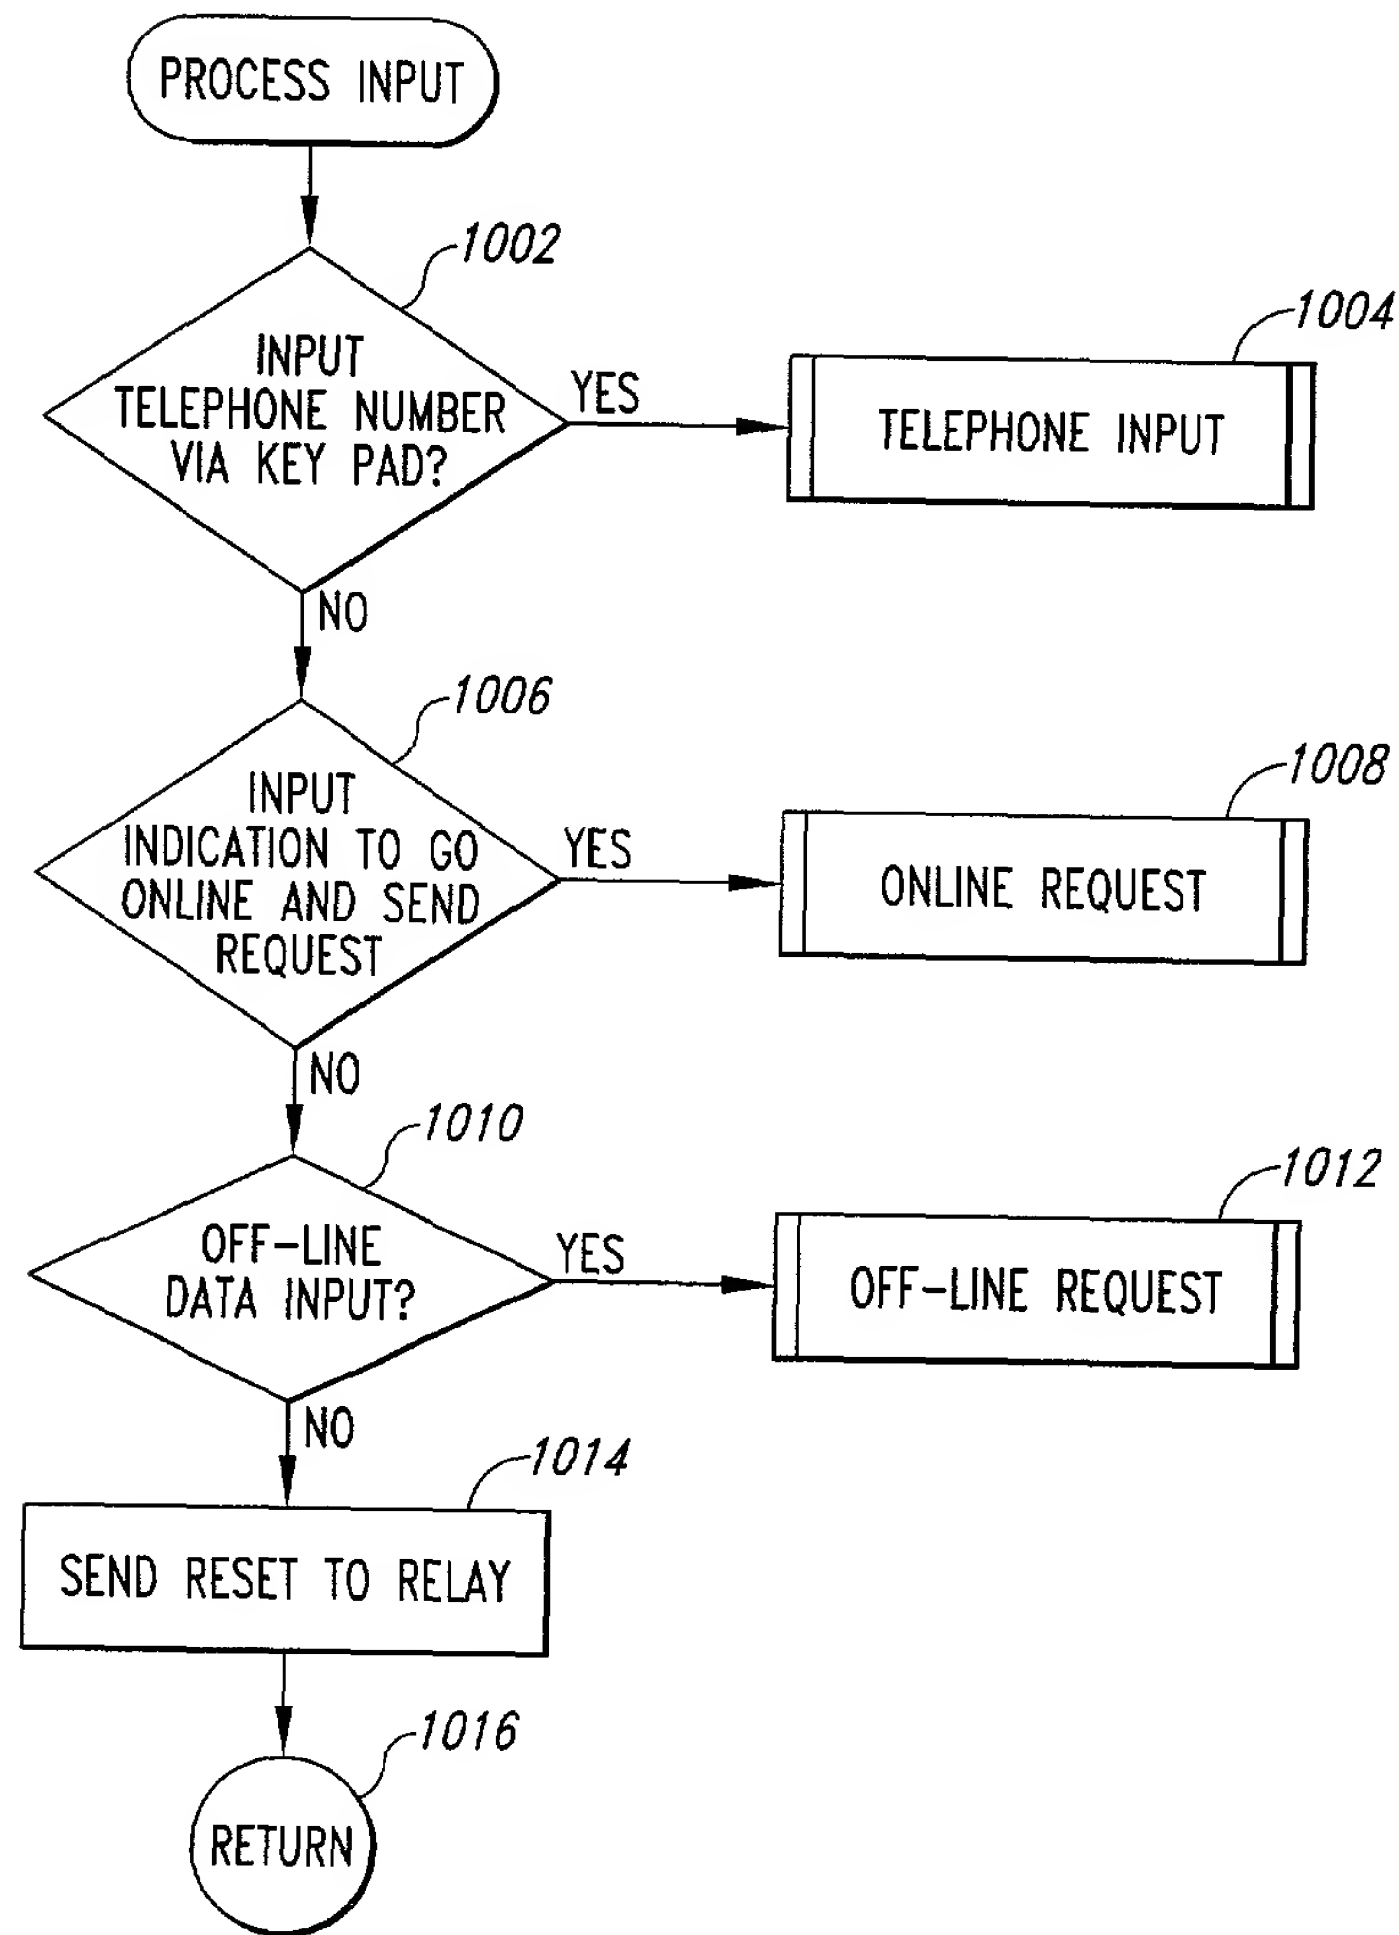 PROCESS INPUT
1002
INPUT
TELEPHONE NUMBER
VIA KEY PAD?
YES
1004
TELEPHONE INPUT
NO
1006
INPUT
INDICATION TO GO
ONLINE AND SEND
REQUEST
YES
1008
ONLINE REQUEST
NO
1010
OFF-LINE
DATA INPUT?
YES
1012
OFF-LINE REQUEST
NO
1014
SEND RESET TO RELAY
1016
RETURN